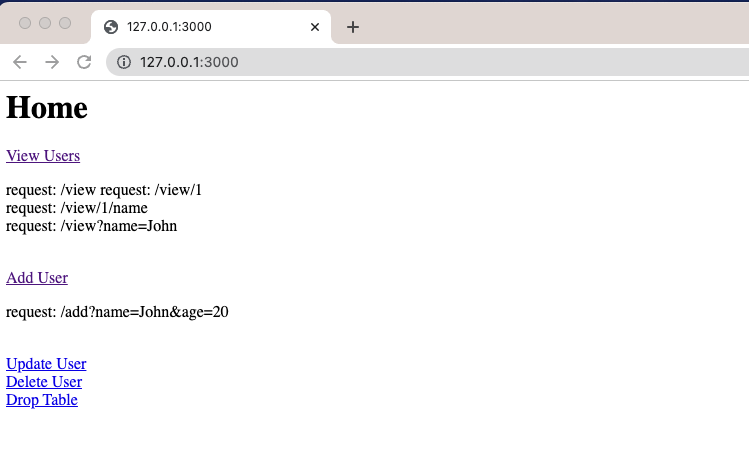 127.0.0.1:3000
127.0.0.1:3000
Home
View Users
request: /view request: /view/1
request: /view/1/name
request: /view?name=John
Add User
request: /add?name=John&age=20
Update User
Delete User
Drop Table